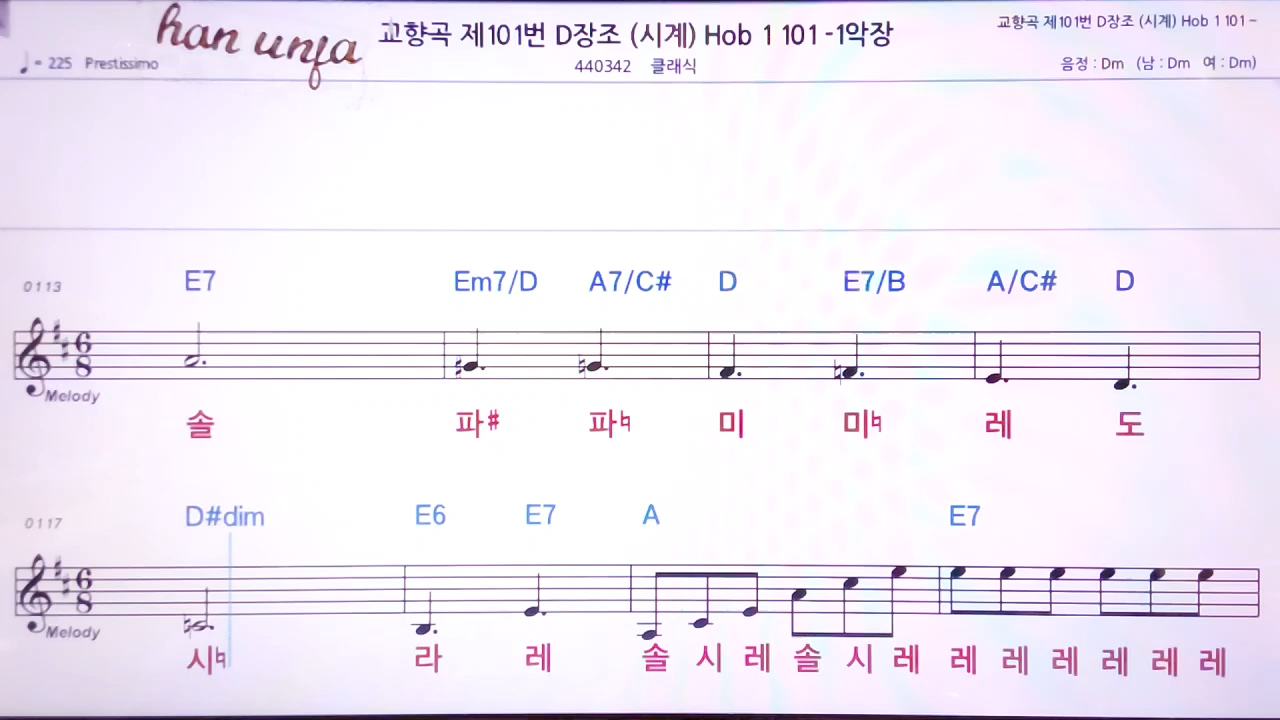 han unja
교향곡 제101번 D장조 (시계) Hob 1 101 -1악장
교향곡 제101번 D장조 (시계) Hob 1 101 –
♩ = 225 Prestissimo
440342 클래식
음정 : Dm (남 : Dm 여 : Dm)
0113 E7 Em7/D A7/C# D E7/B A/C# D
6
8
Melody
솔 파# 파♮ 미 미♮ 레 도
0117 D#dim E6 E7 A E7
6
8
Melody
시♮ 라 레 솔 시 레 솔 시 레 레 레 레 레 레 레